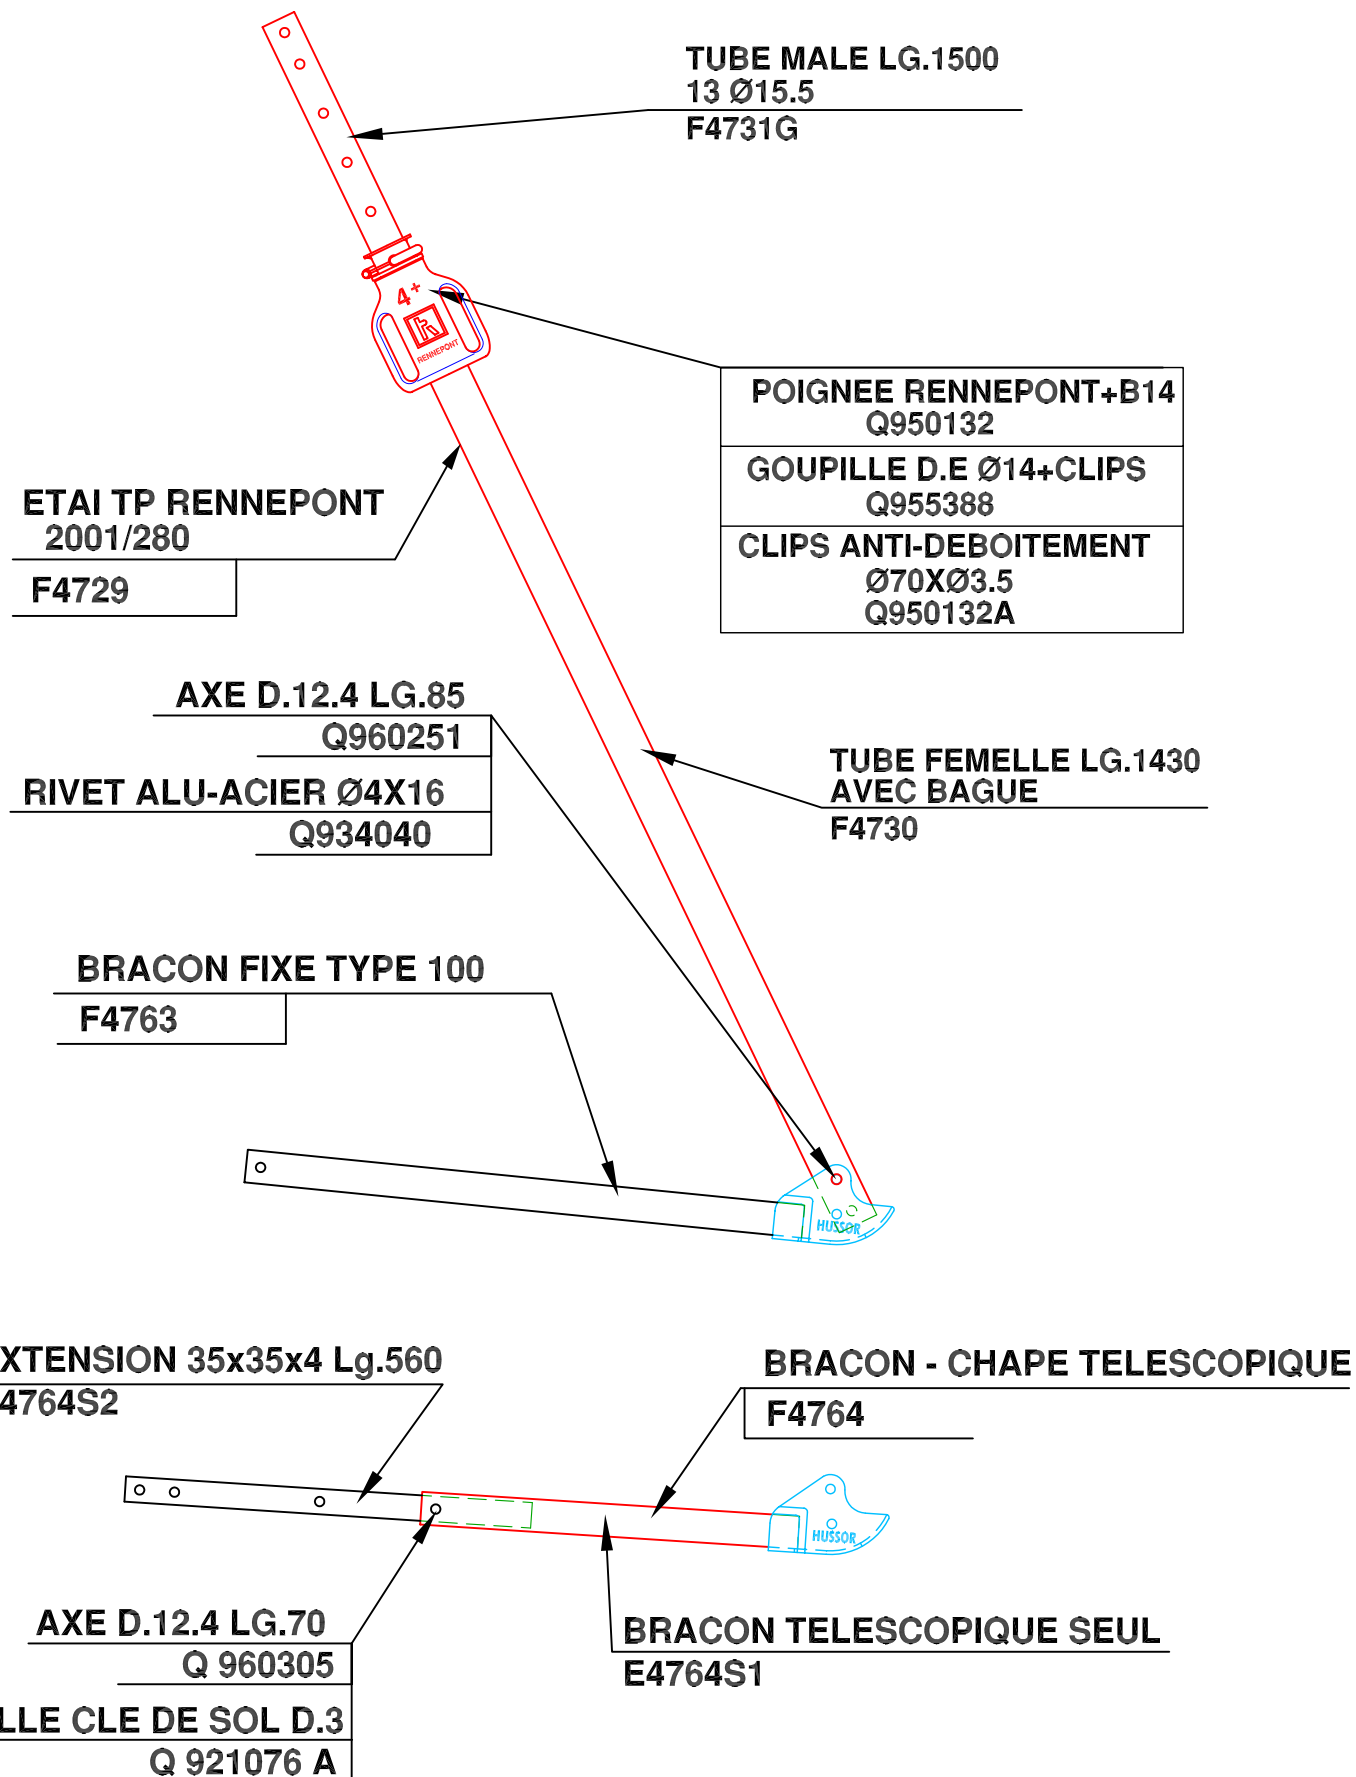 TUBE MALE LG.1500
13 Ø15.5
F4731G
4+
RENNEPONT
POIGNEE RENNEPONT+B14
Q950132
GOUPILLE D.E Ø14+CLIPS
Q955388
CLIPS ANTI-DEBOITEMENT
Ø70XØ3.5
Q950132A
ETAI TP RENNEPONT
2001/280
F4729
AXE D.12.4 LG.85
Q960251
RIVET ALU-ACIER Ø4X16
Q934040
TUBE FEMELLE LG.1430
AVEC BAGUE
F4730
BRACON FIXE TYPE 100
F4763
HUSSOR
XTENSION 35x35x4 Lg.560
4764S2
BRACON - CHAPE TELESCOPIQUE
F4764
HUSSOR
AXE D.12.4 LG.70
Q 960305
LLE CLE DE SOL D.3
Q 921076 A
BRACON TELESCOPIQUE SEUL
E4764S1